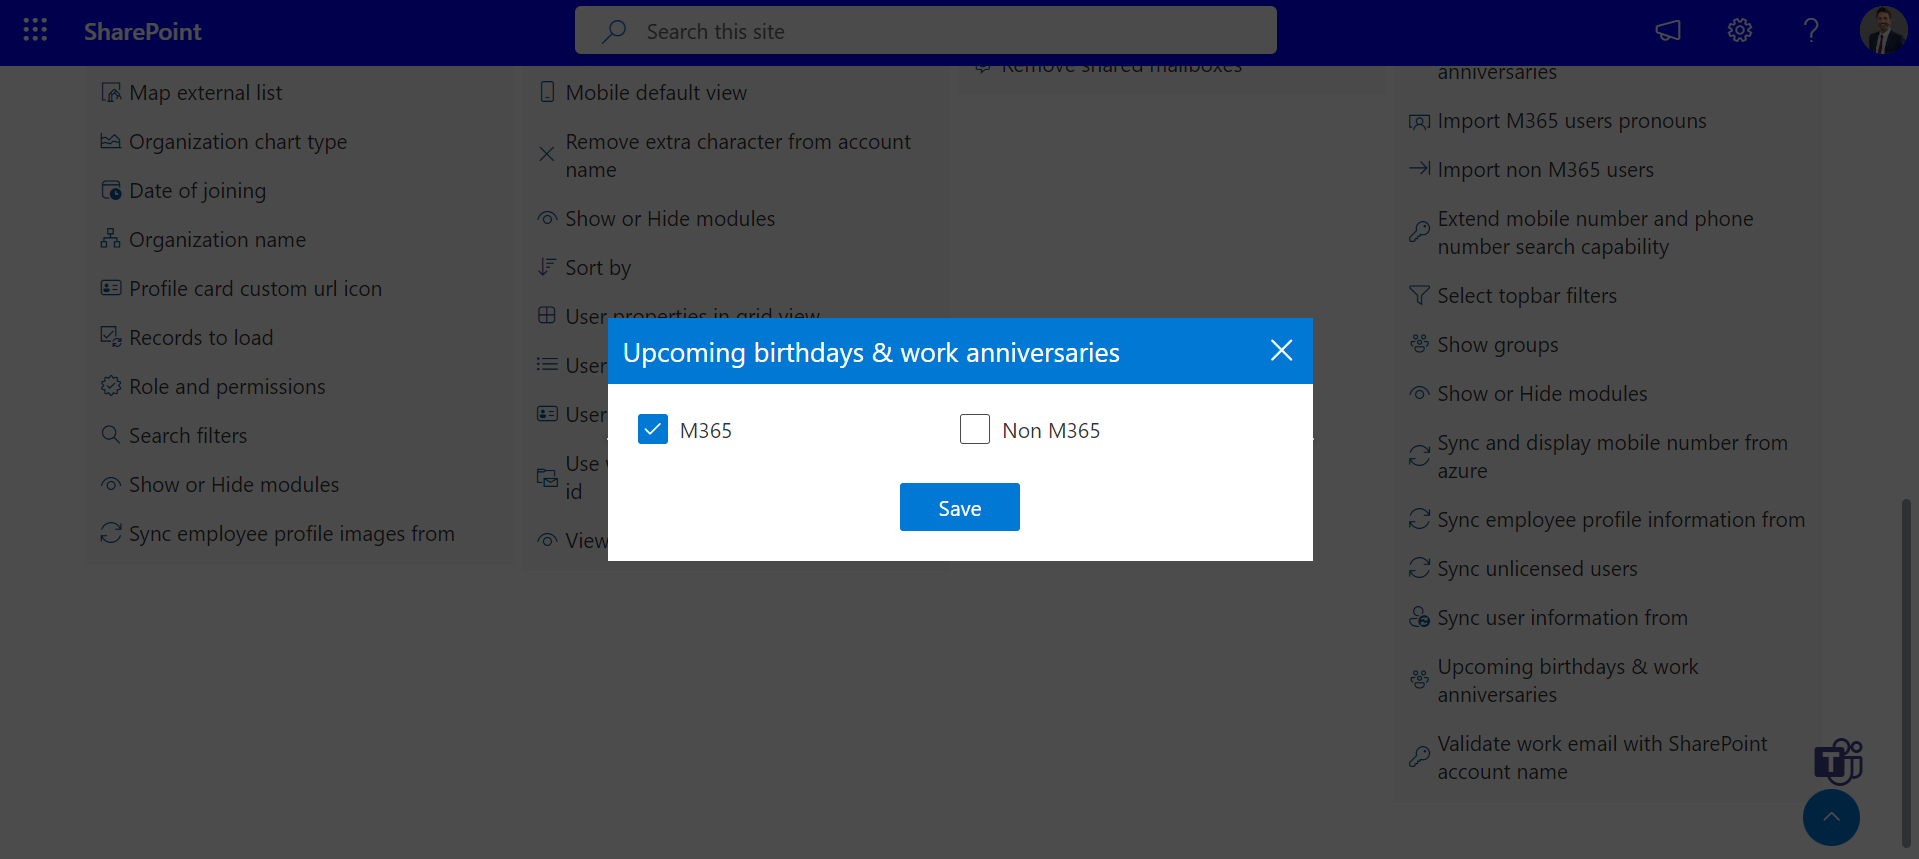 SharePoint
Search this site
Map external list
Organization chart type
Date of joining
Organization name
Profile card custom url icon
Records to load
Role and permissions
Search filters
Show or Hide modules
Sync employee profile images from
Mobile default view
Remove extra character from account
name
Show or Hide modules
Sort by
User properties in grid view
User
User
Use
id
View
Remove shared mailboxes
anniversaries
Import M365 users pronouns
Import non M365 users
Extend mobile number and phone
number search capability
Select topbar filters
Show groups
Show or Hide modules
Sync and display mobile number from
azure
Sync employee profile information from
Sync unlicensed users
Sync user information from
Upcoming birthdays & work
anniversaries
Validate work email with SharePoint
account name
Upcoming birthdays & work anniversaries
M365
Non M365
Save
T